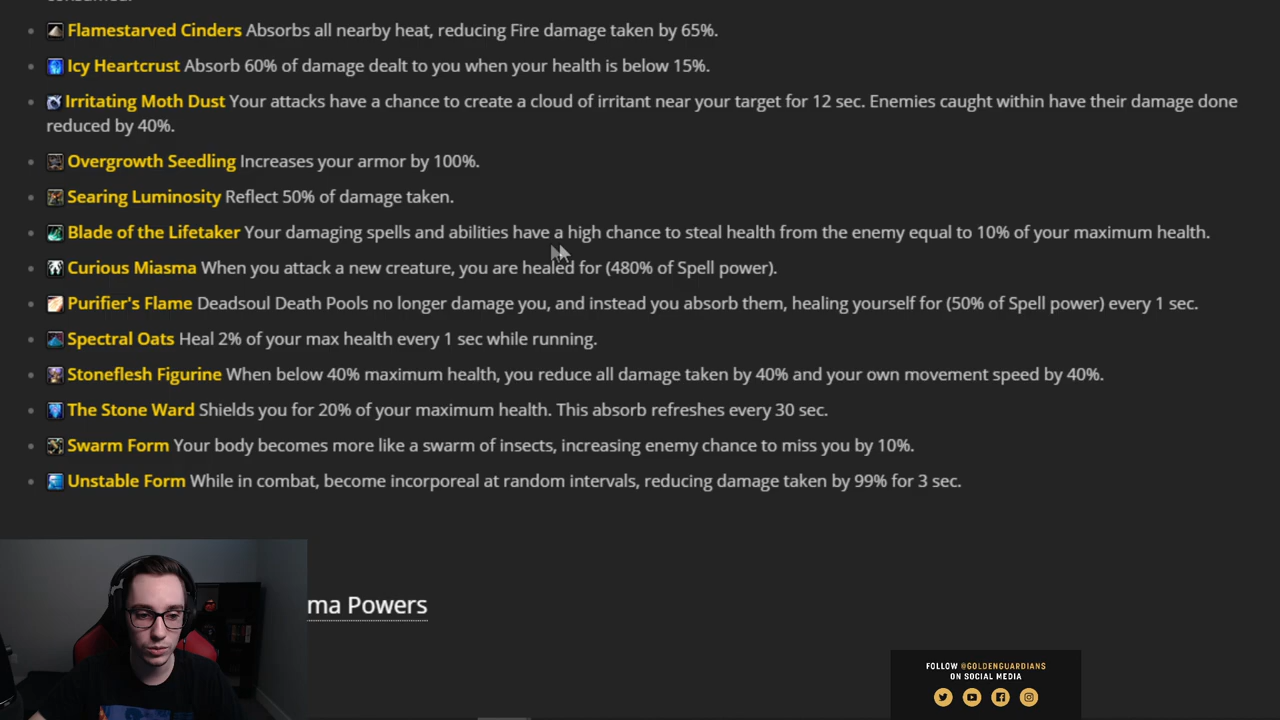 Flamestarved Cinders Absorbs all nearby heat, reducing Fire damage taken by 65%.
Icy Heartcrust Absorb 60% of damage dealt to you when your health is below 15%.
Irritating Moth Dust Your attacks have a chance to create a cloud of irritant near your target for 12 sec. Enemies caught within have their damage done
reduced by 40%.
Overgrowth Seedling Increases your armor by 100%.
Searing Luminosity Reflect 50% of damage taken.
Blade of the Lifetaker Your damaging spells and abilities have a high chance to steal health from the enemy equal to 10% of your maximum health.
Curious Miasma When you attack a new creature, you are healed for (480% of Spell power).
Purifier's Flame Deadsoul Death Pools no longer damage you, and instead you absorb them, healing yourself for (50% of Spell power) every 1 sec.
Spectral Oats Heal 2% of your max health every 1 sec while running.
Stoneflesh Figurine When below 40% maximum health, you reduce all damage taken by 40% and your own movement speed by 40%.
The Stone Ward Shields you for 20% of your maximum health. This absorb refreshes every 30 sec.
Swarm Form Your body becomes more like a swarm of insects, increasing enemy chance to miss you by 10%.
Unstable Form While in combat, become incorporeal at random intervals, reducing damage taken by 99% for 3 sec.
ma Powers
FOLLOW @GOLDENGUARDIANS
ON SOCIAL MEDIA